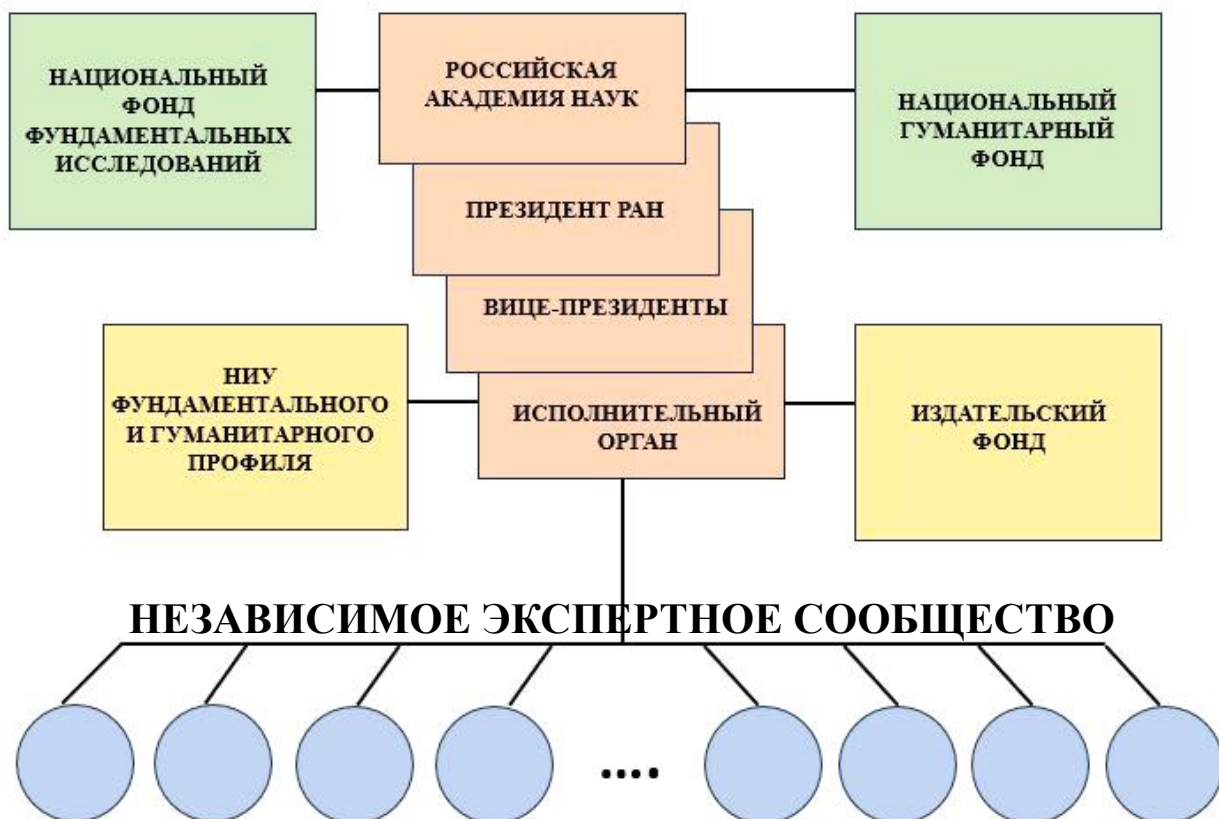 НАЦИОНАЛЬНЫЙ
ФОНД
ФУНДАМЕНТАЛЬНЫХ
ИССЛЕДОВАНИЙ
РОССИЙСКАЯ
АКАДЕМИЯ НАУК
НАЦИОНАЛЬНЫЙ
ГУМАНИТАРНЫЙ
ФОНД
ПРЕЗИДЕНТ РАН
ВИЦЕ-ПРЕЗИДЕНТЫ
НИУ
ФУНДАМЕНТАЛЬНОГО
И ГУМАНИТАРНОГО
ПРОФИЛЯ
ИСПОЛНИТЕЛЬНЫЙ
ОРГАН
ИЗДАТЕЛЬСКИЙ
ФОНД
НЕЗАВИСИМОЕ ЭКСПЕРТНОЕ СООБЩЕСТВО
....